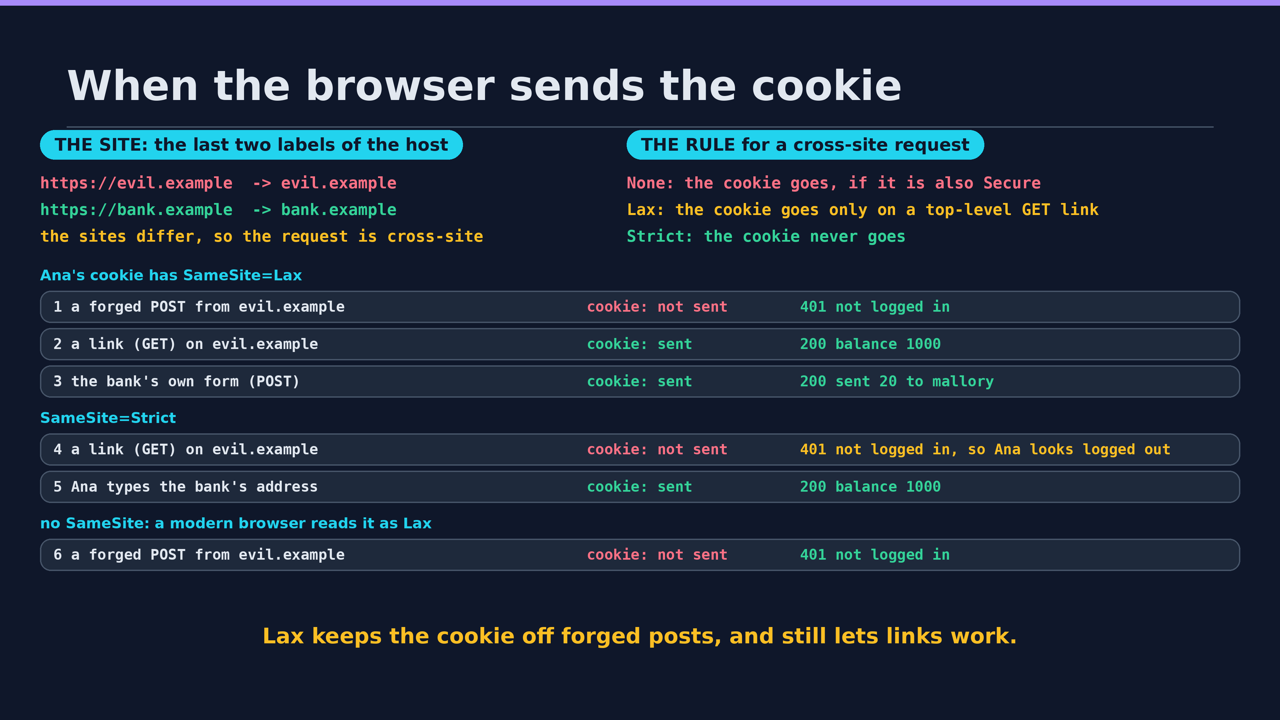 When the browser sends the cookie
THE SITE: the last two labels of the host
https://evil.example  -> evil.example
https://bank.example  -> bank.example
the sites differ, so the request is cross-site
THE RULE for a cross-site request
None: the cookie goes, if it is also Secure
Lax: the cookie goes only on a top-level GET link
Strict: the cookie never goes
Ana's cookie has SameSite=Lax
1 a forged POST from evil.example cookie: not sent 401 not logged in
2 a link (GET) on evil.example cookie: sent 200 balance 1000
3 the bank's own form (POST) cookie: sent 200 sent 20 to mallory
SameSite=Strict
4 a link (GET) on evil.example cookie: not sent 401 not logged in, so Ana looks logged out
5 Ana types the bank's address cookie: sent 200 balance 1000
no SameSite: a modern browser reads it as Lax
6 a forged POST from evil.example cookie: not sent 401 not logged in
Lax keeps the cookie off forged posts, and still lets links work.